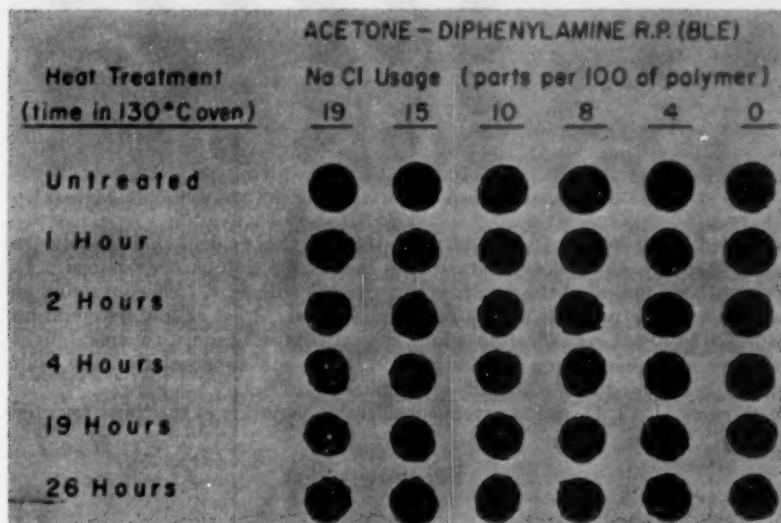 ACETONE – DIPHENYLAMINE R.P. (BLE)
Heat Treatment NaCl Usage (parts per 100 of polymer)
(time in 130°C oven) 19 15 10 8 4 0
Untreated
1 Hour
2 Hours
4 Hours
19 Hours
26 Hours